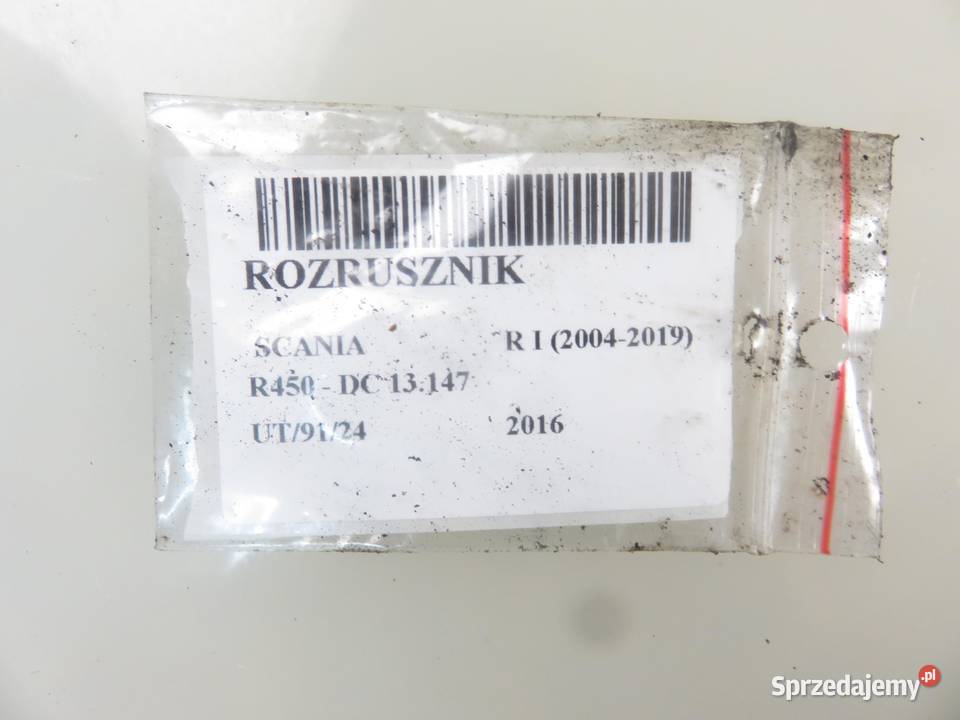 ROZRUSZNIK
SCANIA R I (2004-2019)
R450 - DC 13.147
UT/91/24 2016
Sprzedajemy.pl